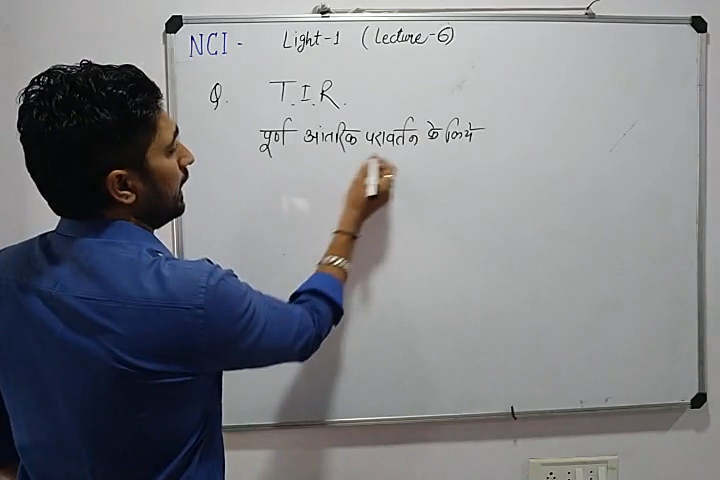 NCI - Light-1 (Lecture-6)
Q. T.I.R.
पूर्ण आंतरिक परावर्तन के लिये